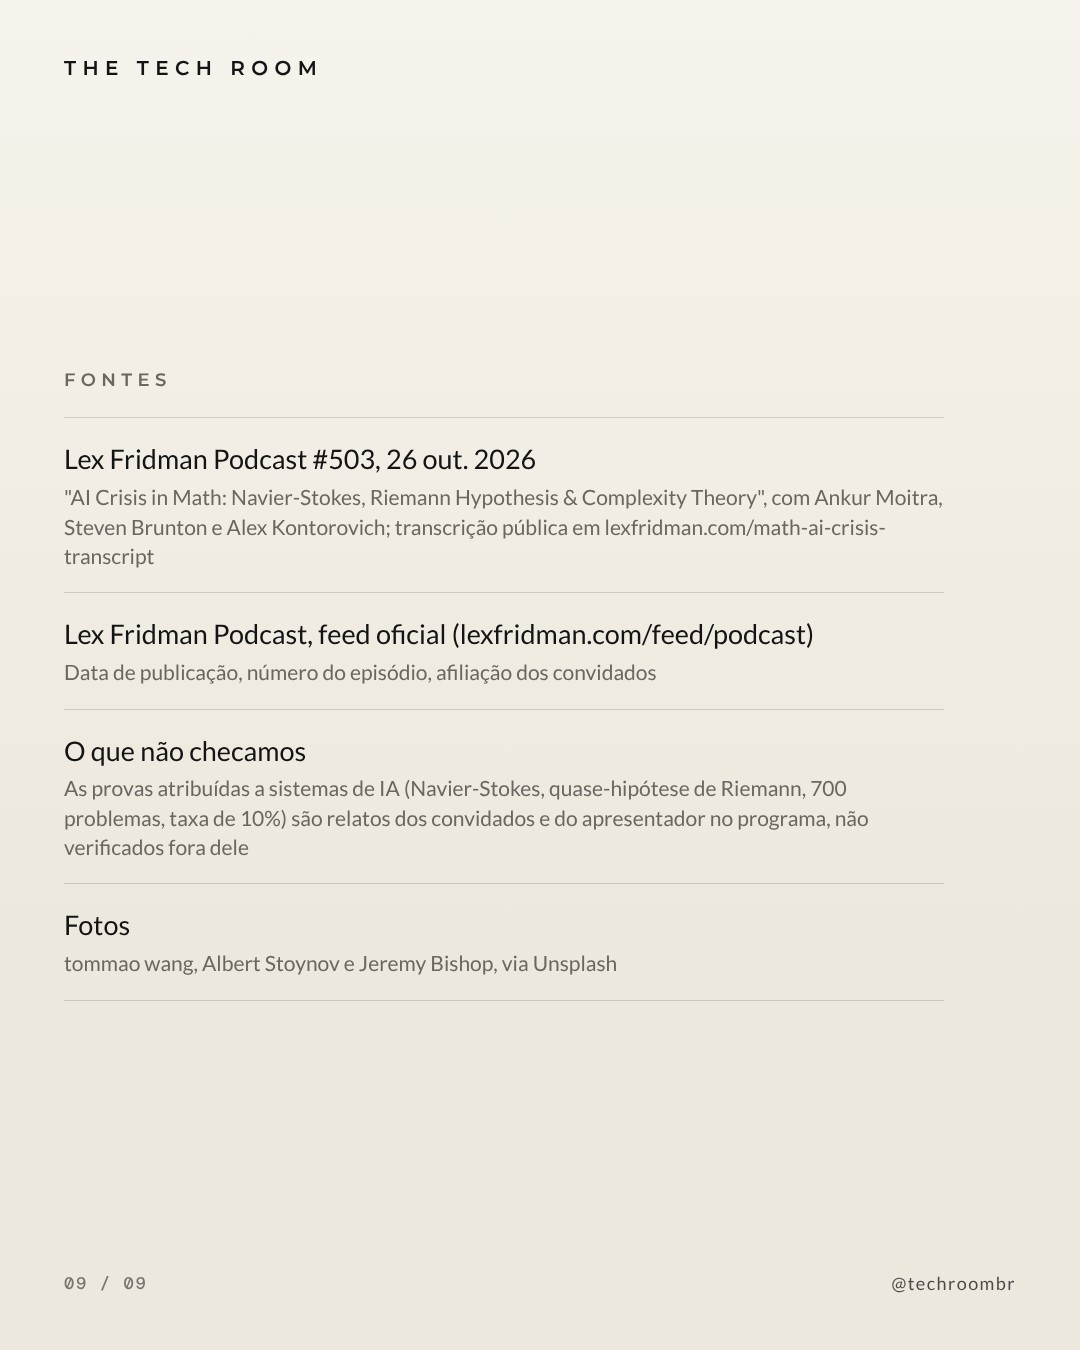 THE TECH ROOM
FONTES
Lex Fridman Podcast #503, 26 out. 2026
"AI Crisis in Math: Navier-Stokes, Riemann Hypothesis & Complexity Theory", com Ankur Moitra,
Steven Brunton e Alex Kontorovich; transcrição pública em lexfridman.com/math-ai-crisis-
transcript
Lex Fridman Podcast, feed oficial (lexfridman.com/feed/podcast)
Data de publicação, número do episódio, afiliação dos convidados
O que não checamos
As provas atribuídas a sistemas de IA (Navier-Stokes, quase-hipótese de Riemann, 700
problemas, taxa de 10%) são relatos dos convidados e do apresentador no programa, não
verificados fora dele
Fotos
tommao wang, Albert Stoynov e Jeremy Bishop, via Unsplash
09 / 09
@techroombr